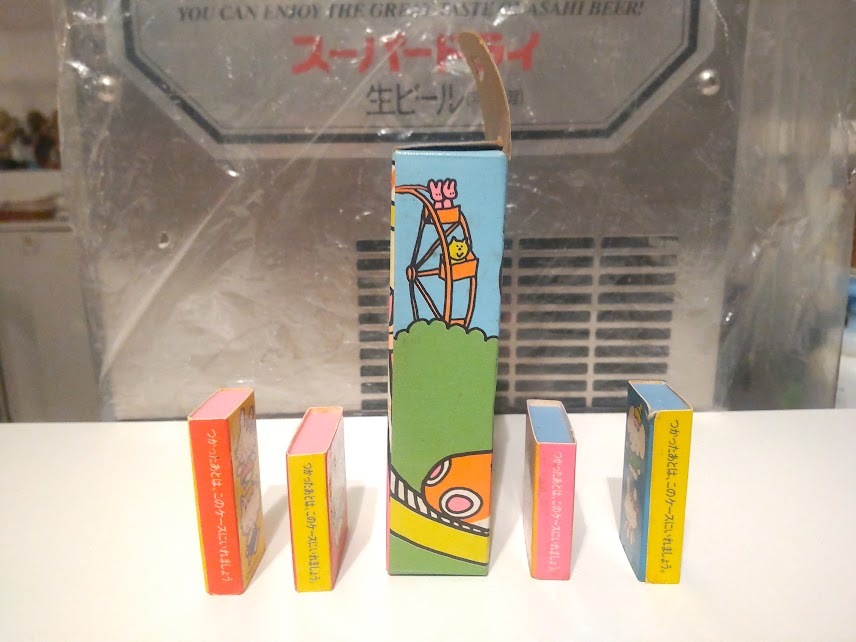 YOU CAN ENJOY THE GREAT TASTE OF ASAHI BEER!
スーパードライ
生ビール
つかったあとは、このケースにいれましょう。
つかったあとは、このケースにいれましょう。
つかったあとは、このケースにいれましょう。
つかったあとは、このケースにいれましょう。